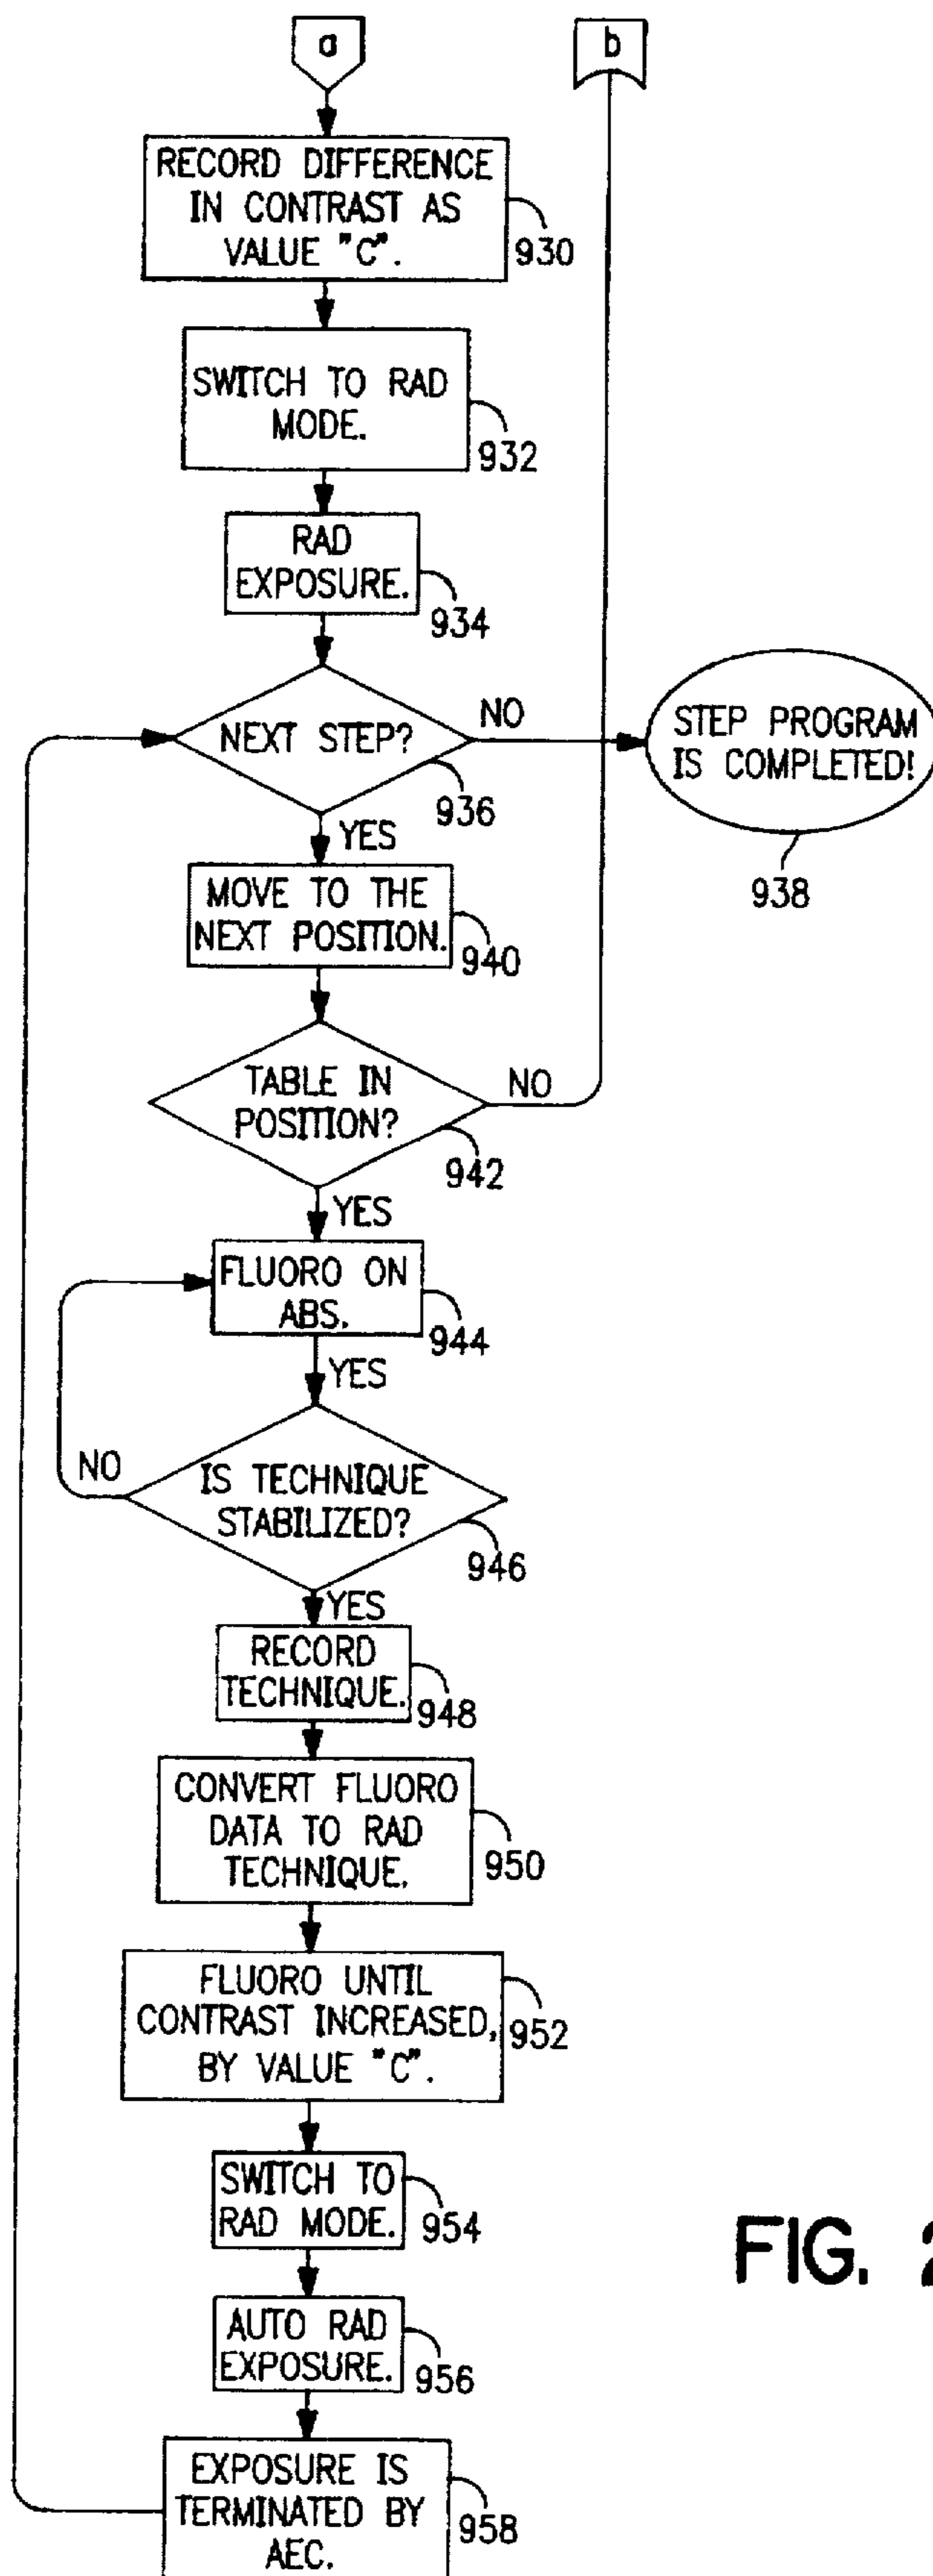 a
b
RECORD DIFFERENCE
IN CONTRAST AS
VALUE "C".
930
SWITCH TO RAD
MODE.
932
RAD
EXPOSURE.
934
NEXT STEP?
NO
936
STEP PROGRAM
IS COMPLETED!
938
YES
MOVE TO THE
NEXT POSITION.
940
TABLE IN
POSITION?
NO
942
YES
FLUORO ON
ABS.
944
YES
NO
IS TECHNIQUE
STABILIZED?
946
YES
RECORD
TECHNIQUE.
948
CONVERT FLUORO
DATA TO RAD
TECHNIQUE.
950
FLUORO UNTIL
CONTRAST INCREASED,
BY VALUE "C".
952
SWITCH TO
RAD MODE.
954
AUTO RAD
EXPOSURE.
956
EXPOSURE IS
TERMINATED BY
AEC.
958
FIG.